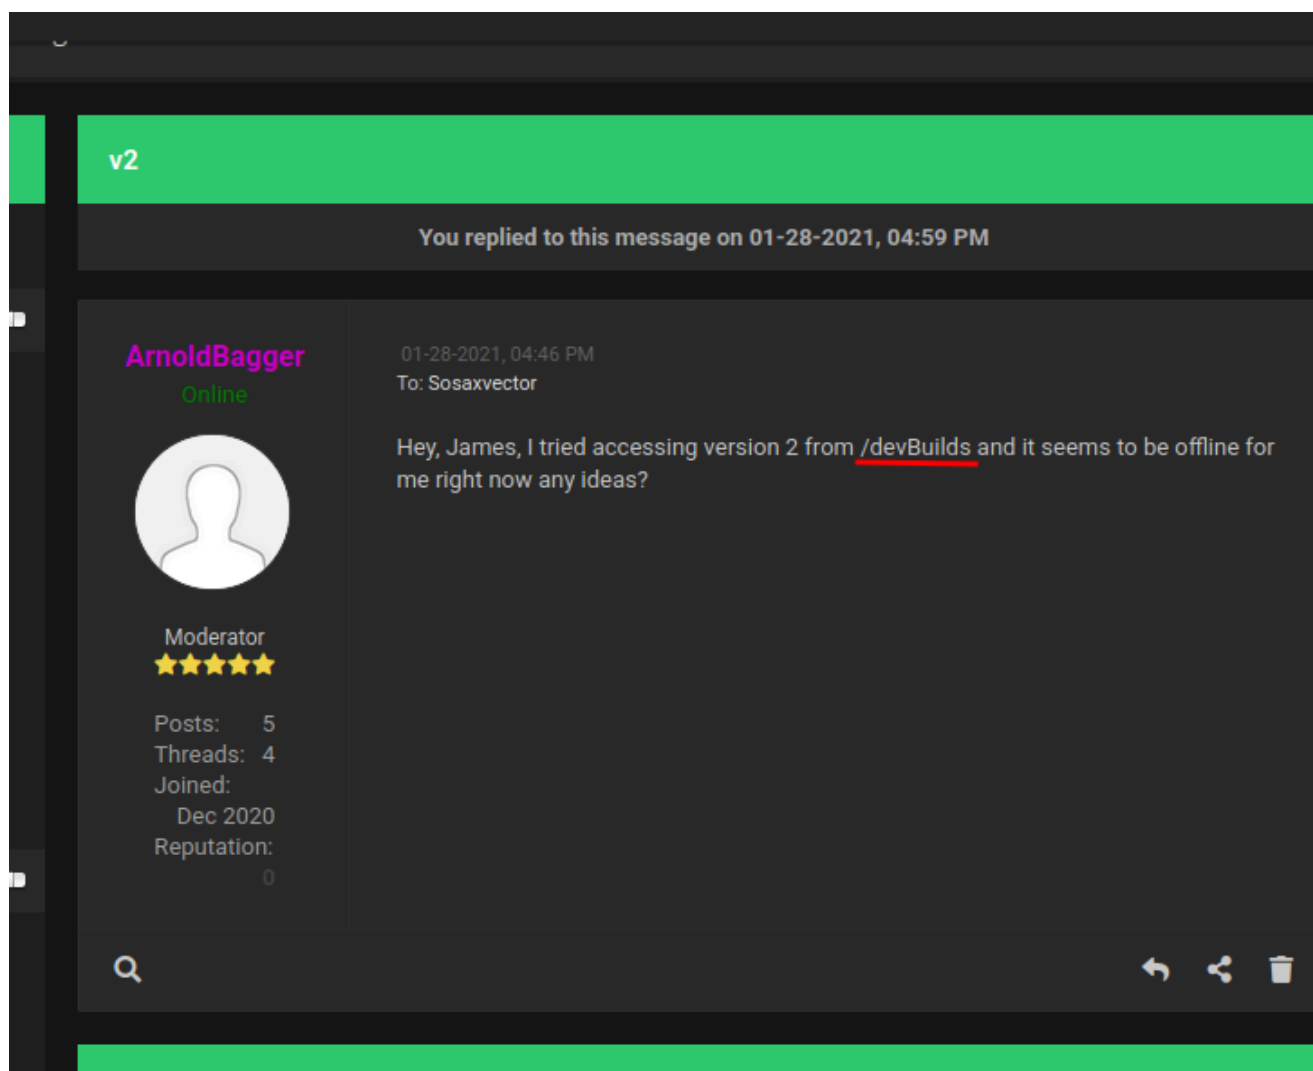 v2
You replied to this message on 01-28-2021, 04:59 PM
ArnoldBagger
Online
Moderator
Posts: 5
Threads: 4
Joined:
Dec 2020
Reputation:
0
01-28-2021, 04:46 PM
To: Sosaxvector
Hey, James, I tried accessing version 2 from /devBuilds and it seems to be offline for
me right now any ideas?